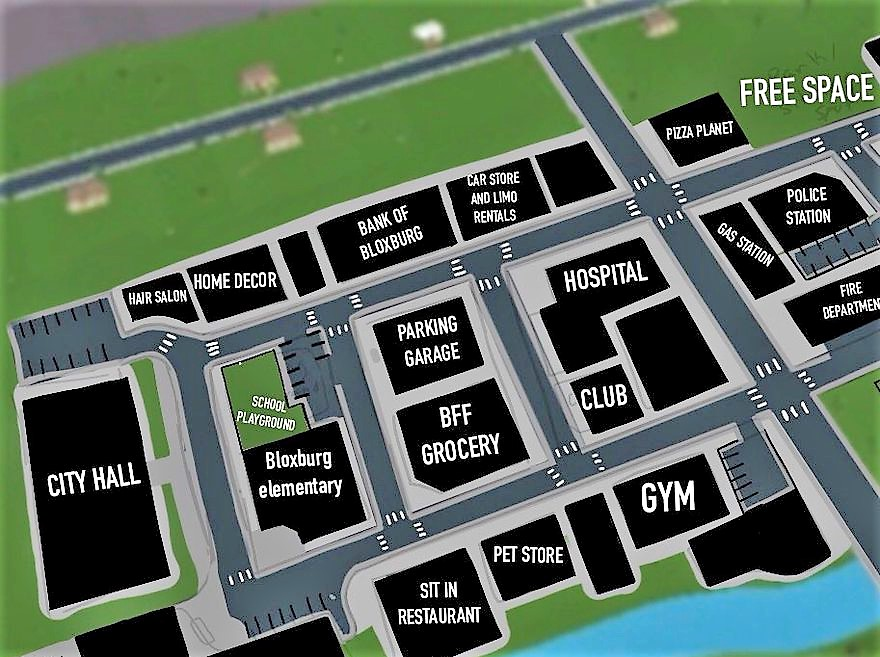 FREE SPACE
PIZZA PLANET
CAR STORE
AND LIMO
RENTALS
BANK OF
BLOXBURG
HOME DECOR
HAIR SALON
POLICE
STATION
GAS STATION
FIRE
DEPARTMEN
HOSPITAL
PARKING
GARAGE
CLUB
BFF
GROCERY
SCHOOL
PLAYGROUND
Bloxburg
elementary
CITY HALL
GYM
PET STORE
SIT IN
RESTAURANT